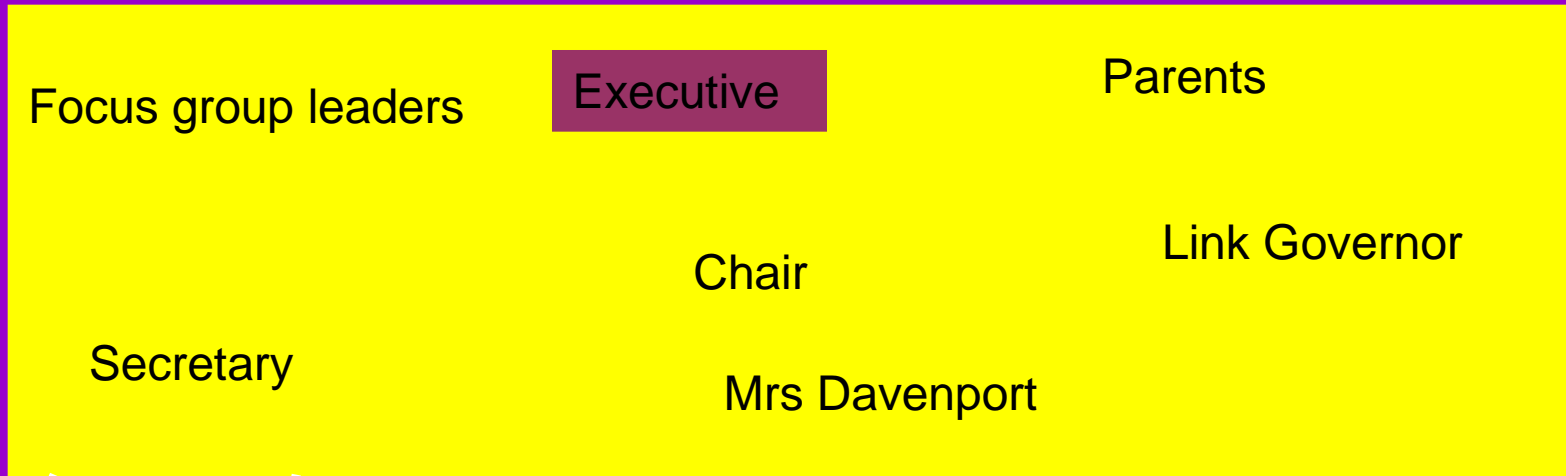 Focus group leaders
Executive
Parents
Link Governor
Chair
Secretary
Mrs Davenport